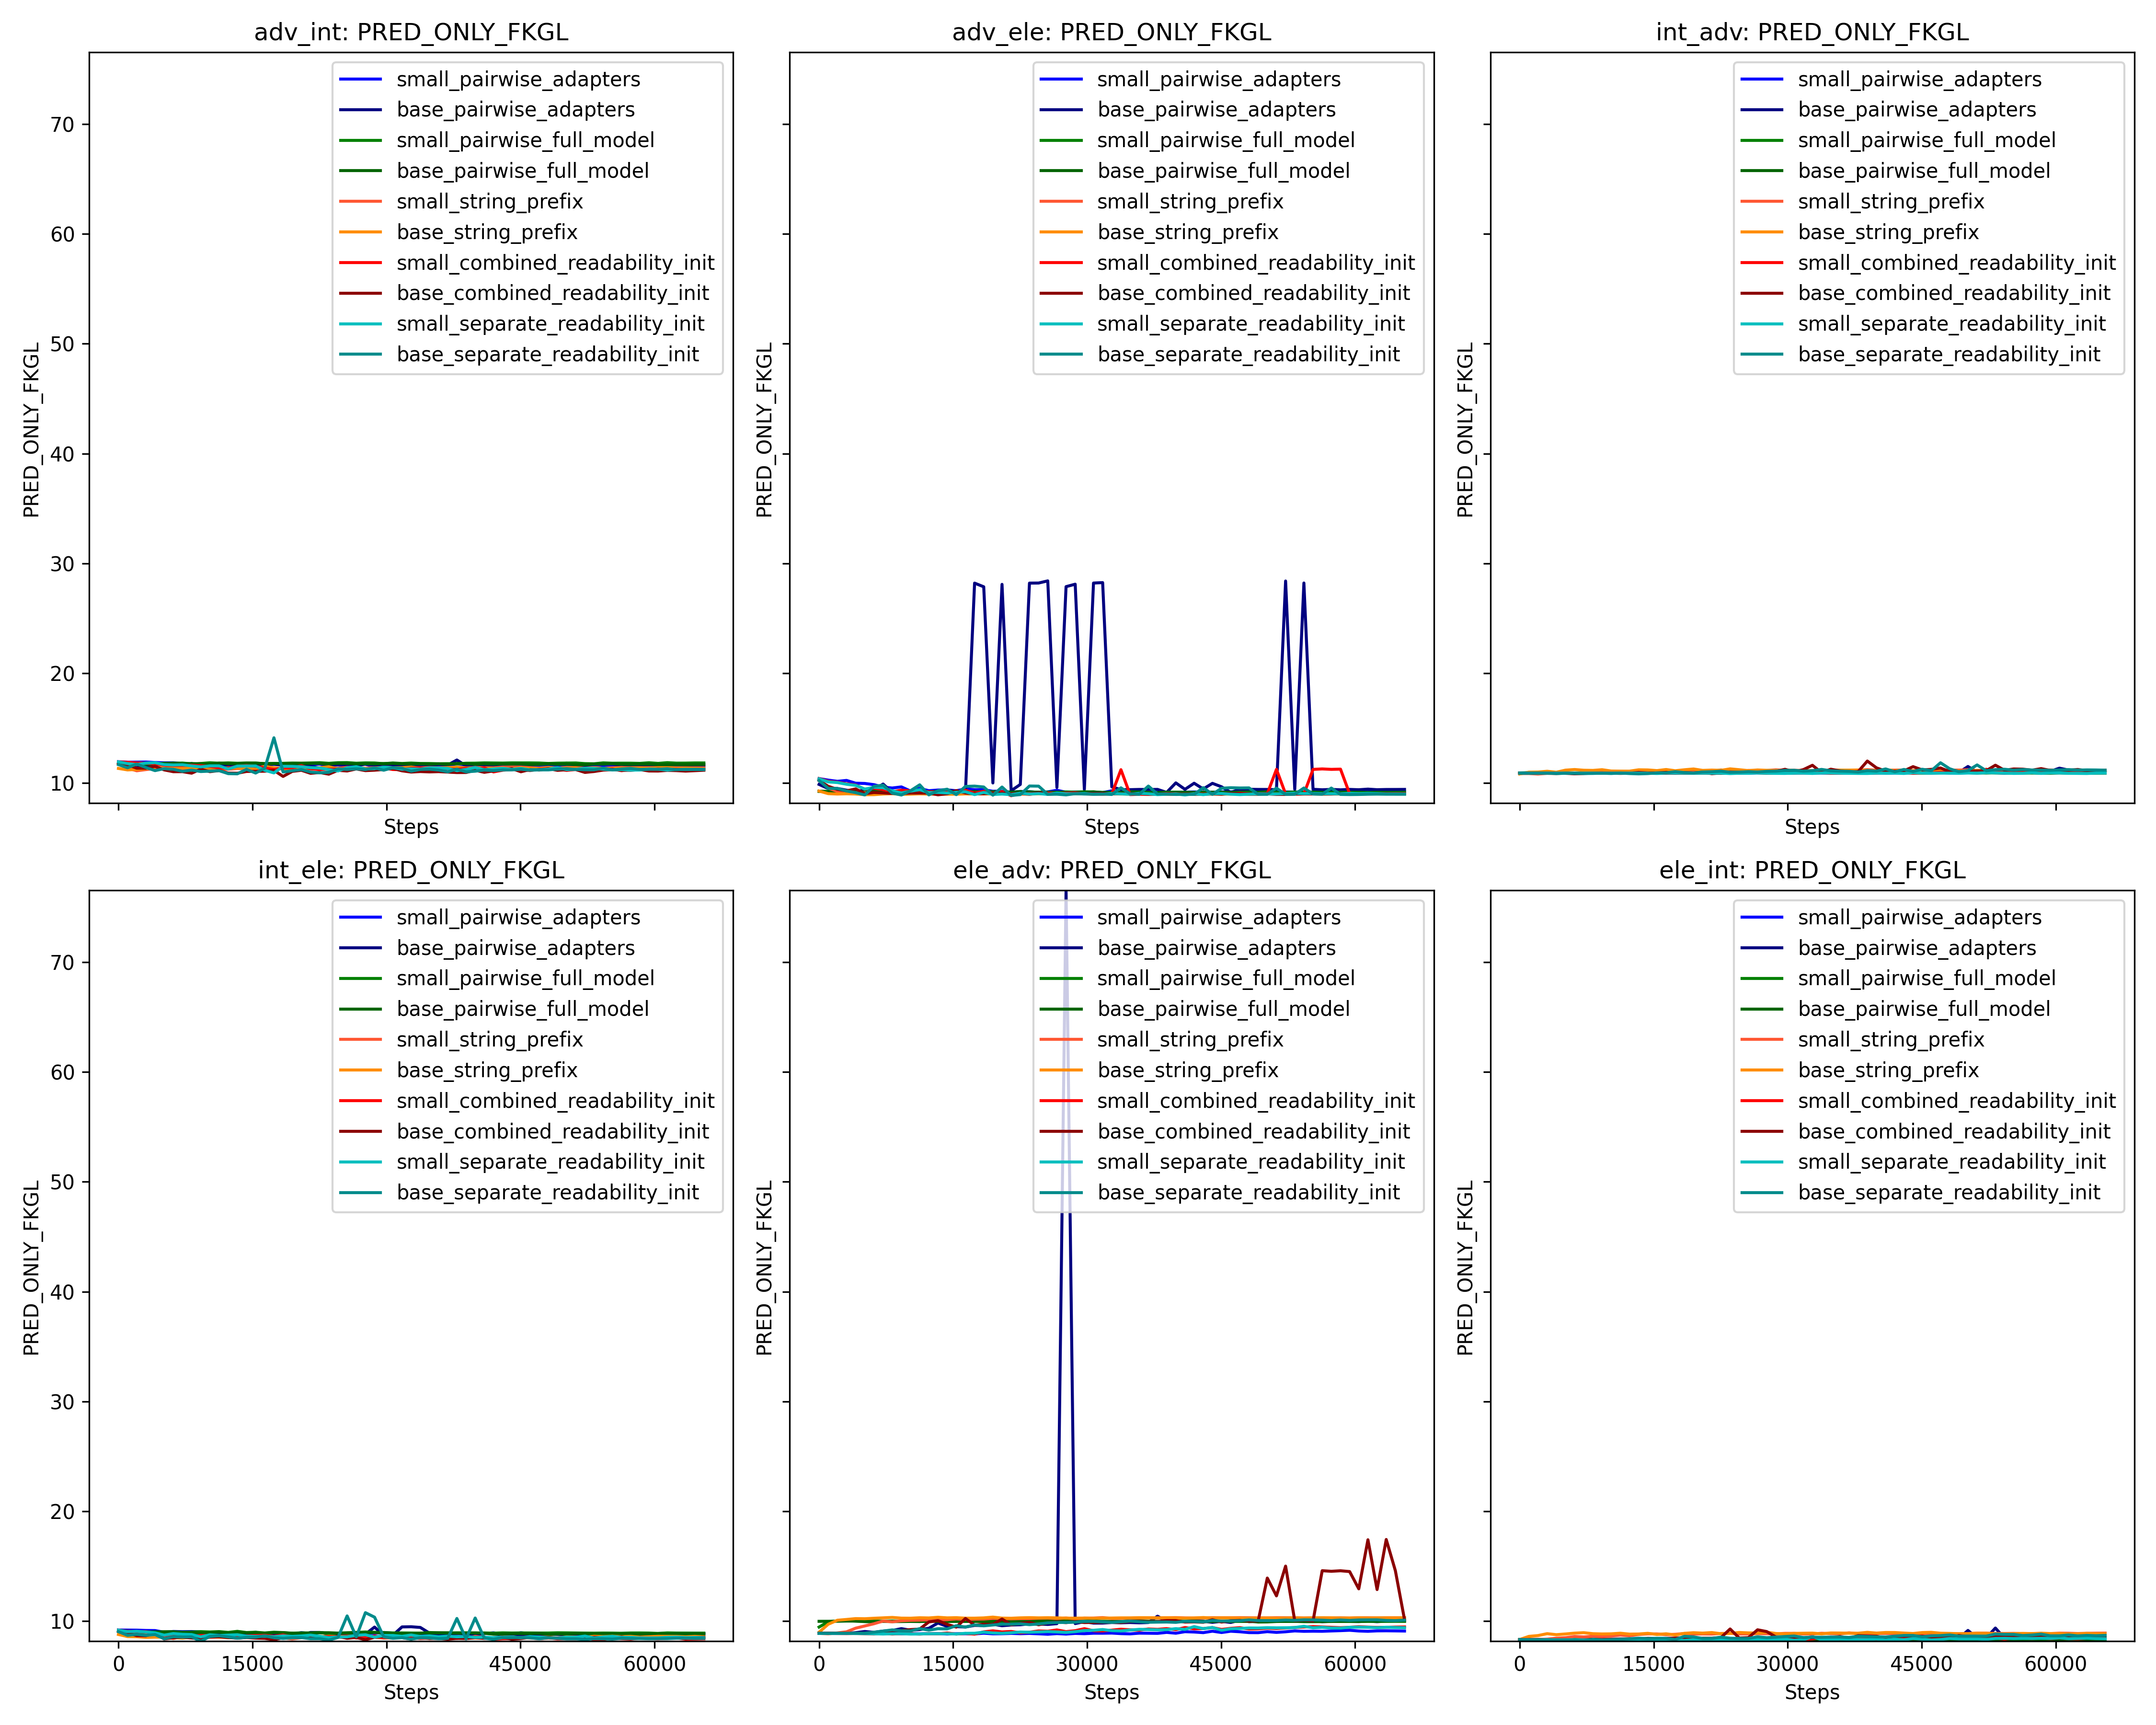 adv_int: PRED_ONLY_FKGL
small_pairwise_adapters
base_pairwise_adapters
small_pairwise_full_model
base_pairwise_full_model
small_string_prefix
base_string_prefix
small_combined_readability_init
base_combined_readability_init
small_separate_readability_init
base_separate_readability_init
PRED_ONLY_FKGL
70
60
50
40
30
20
10
Steps
adv_ele: PRED_ONLY_FKGL
small_pairwise_adapters
base_pairwise_adapters
small_pairwise_full_model
base_pairwise_full_model
small_string_prefix
base_string_prefix
small_combined_readability_init
base_combined_readability_init
small_separate_readability_init
base_separate_readability_init
PRED_ONLY_FKGL
Steps
int_adv: PRED_ONLY_FKGL
small_pairwise_adapters
base_pairwise_adapters
small_pairwise_full_model
base_pairwise_full_model
small_string_prefix
base_string_prefix
small_combined_readability_init
base_combined_readability_init
small_separate_readability_init
base_separate_readability_init
PRED_ONLY_FKGL
Steps
int_ele: PRED_ONLY_FKGL
small_pairwise_adapters
base_pairwise_adapters
small_pairwise_full_model
base_pairwise_full_model
small_string_prefix
base_string_prefix
small_combined_readability_init
base_combined_readability_init
small_separate_readability_init
base_separate_readability_init
PRED_ONLY_FKGL
70
60
50
40
30
20
10
0 15000 30000 45000 60000
Steps
ele_adv: PRED_ONLY_FKGL
small_pairwise_adapters
base_pairwise_adapters
small_pairwise_full_model
base_pairwise_full_model
small_string_prefix
base_string_prefix
small_combined_readability_init
base_combined_readability_init
small_separate_readability_init
base_separate_readability_init
PRED_ONLY_FKGL
0 15000 30000 45000 60000
Steps
ele_int: PRED_ONLY_FKGL
small_pairwise_adapters
base_pairwise_adapters
small_pairwise_full_model
base_pairwise_full_model
small_string_prefix
base_string_prefix
small_combined_readability_init
base_combined_readability_init
small_separate_readability_init
base_separate_readability_init
PRED_ONLY_FKGL
0 15000 30000 45000 60000
Steps